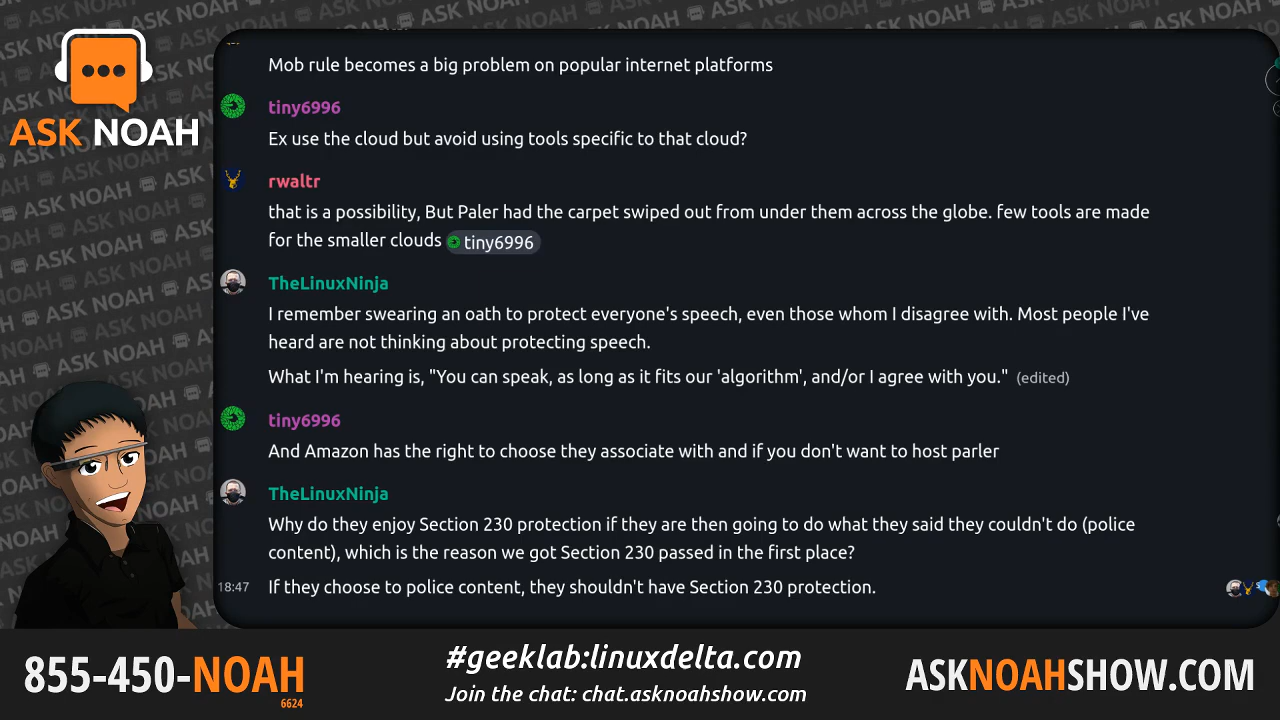 ASK NOAH
Mob rule becomes a big problem on popular internet platforms
tiny6996
Ex use the cloud but avoid using tools specific to that cloud?
rwaltr
that is a possibility, But Paler had the carpet swiped out from under them across the globe. few tools are made
for the smaller clouds tiny6996
TheLinuxNinja
I remember swearing an oath to protect everyone's speech, even those whom I disagree with. Most people I've
heard are not thinking about protecting speech.
What I'm hearing is, "You can speak, as long as it fits our 'algorithm', and/or I agree with you." (edited)
tiny6996
And Amazon has the right to choose they associate with and if you don't want to host parler
TheLinuxNinja
Why do they enjoy Section 230 protection if they are then going to do what they said they couldn't do (police
content), which is the reason we got Section 230 passed in the first place?
18:47 If they choose to police content, they shouldn't have Section 230 protection.
855-450-NOAH
6624
#geeklab:linuxdelta.com
Join the chat: chat.asknoahshow.com
ASKNOAHSHOW.COM